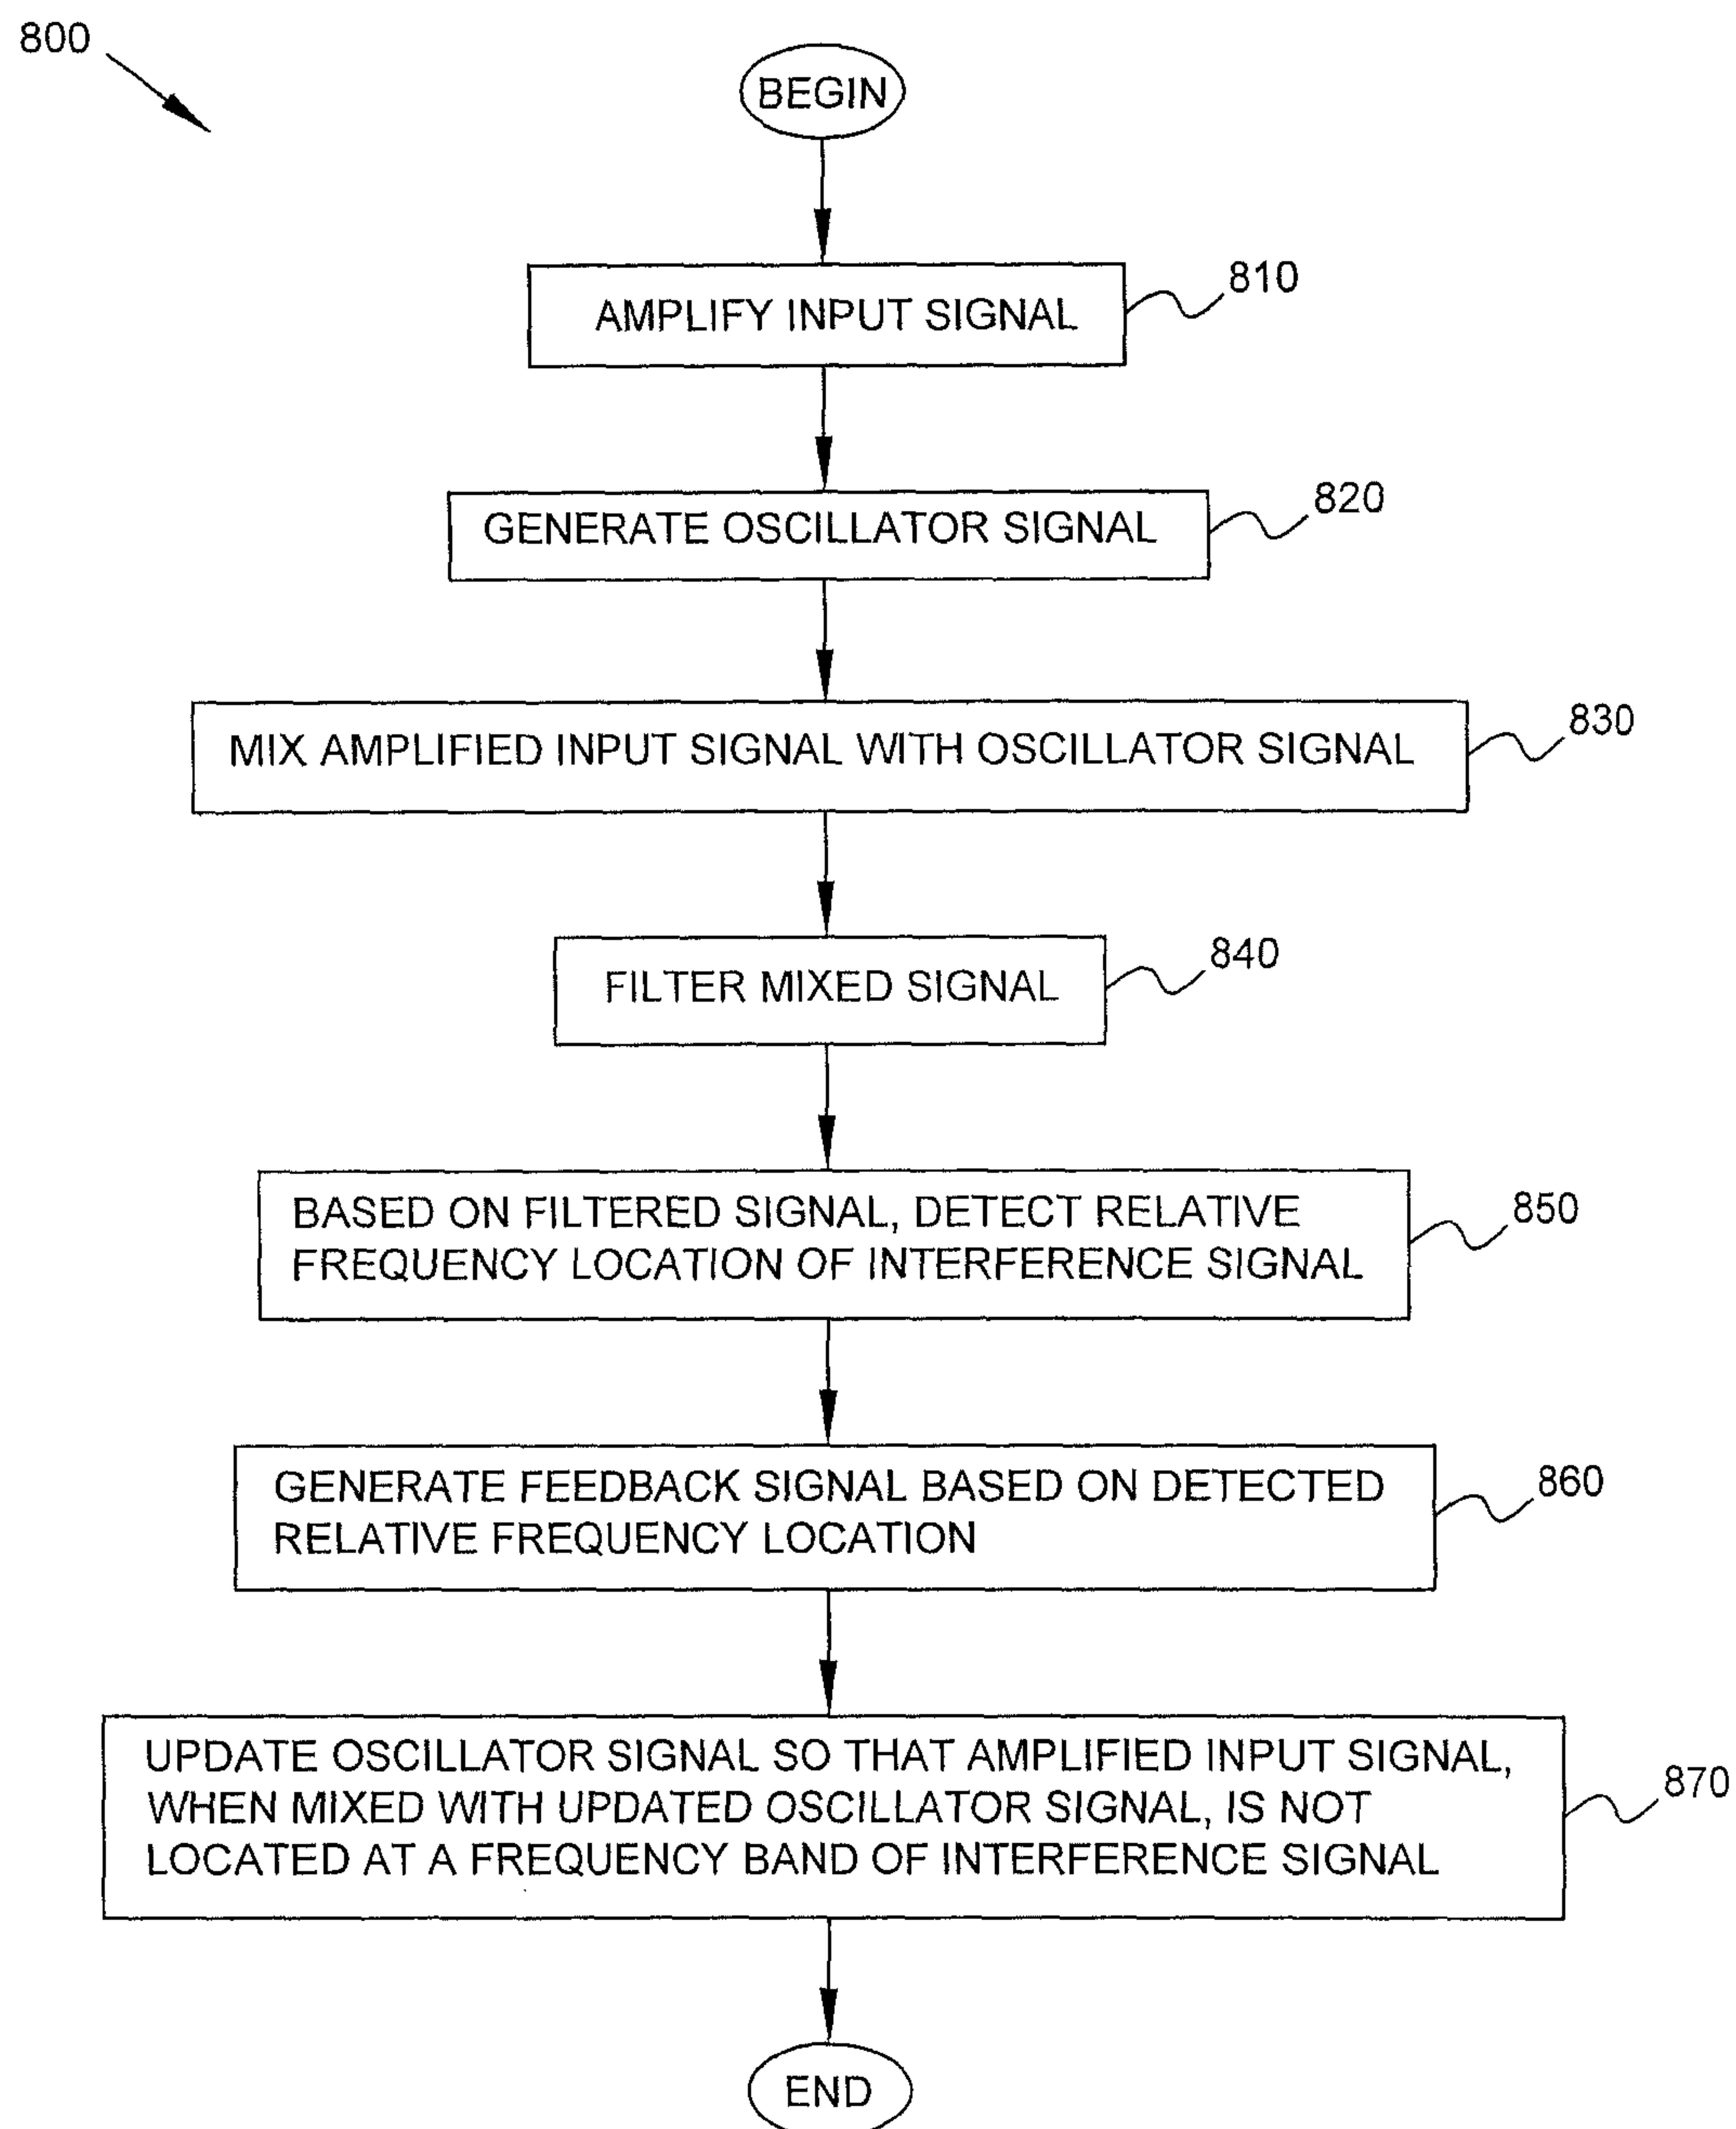 800
BEGIN
AMPLIFY INPUT SIGNAL
810
GENERATE OSCILLATOR SIGNAL
820
MIX AMPLIFIED INPUT SIGNAL WITH OSCILLATOR SIGNAL
830
FILTER MIXED SIGNAL
840
BASED ON FILTERED SIGNAL, DETECT RELATIVE
FREQUENCY LOCATION OF INTERFERENCE SIGNAL
850
GENERATE FEEDBACK SIGNAL BASED ON DETECTED
RELATIVE FREQUENCY LOCATION
860
UPDATE OSCILLATOR SIGNAL SO THAT AMPLIFIED INPUT SIGNAL,
WHEN MIXED WITH UPDATED OSCILLATOR SIGNAL, IS NOT
LOCATED AT A FREQUENCY BAND OF INTERFERENCE SIGNAL
870
END